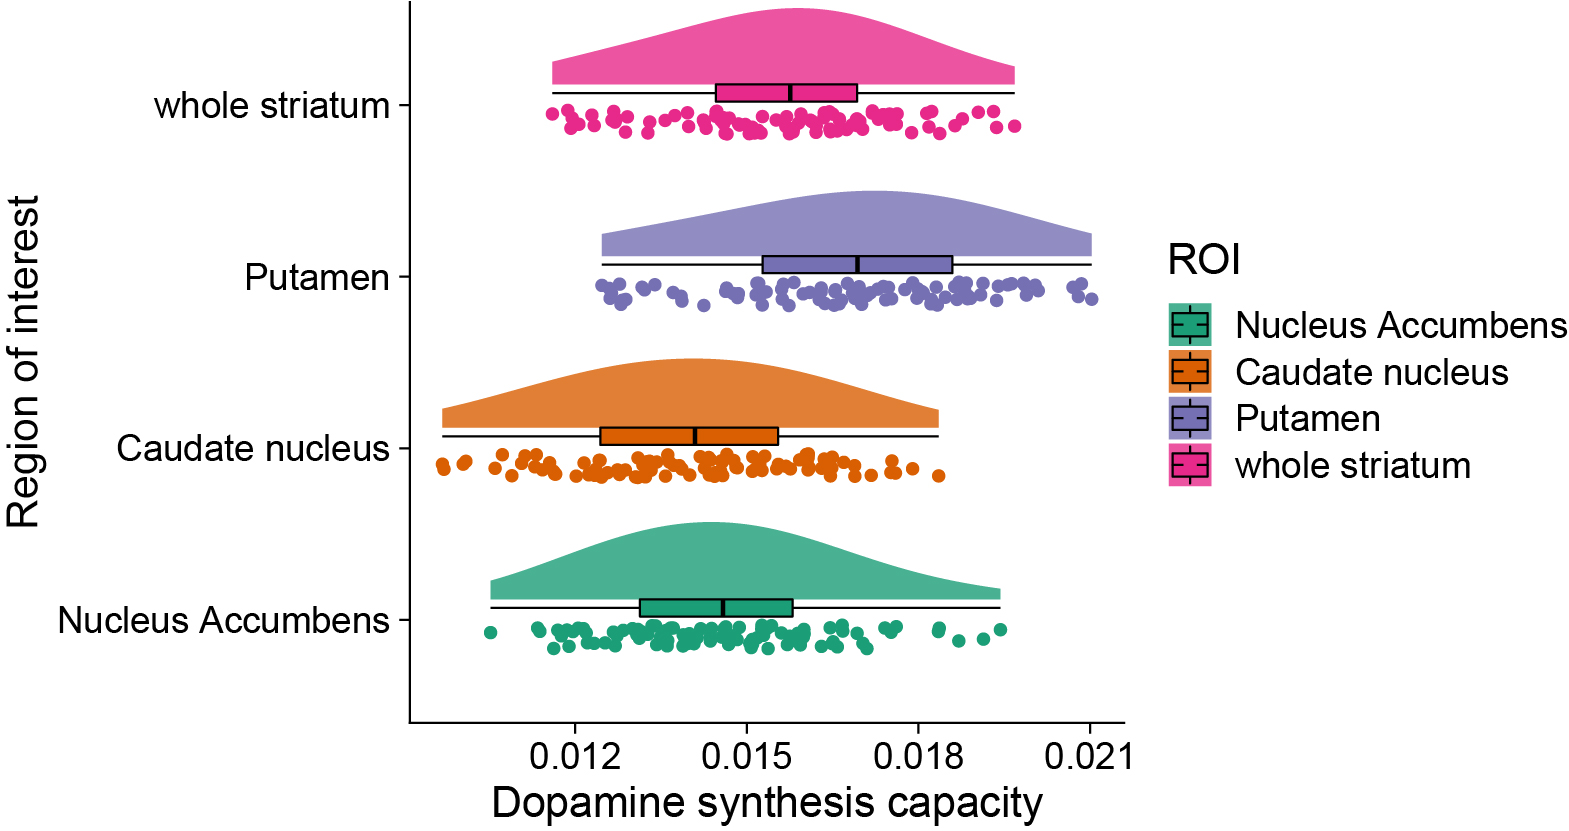 Region of interest
whole striatum
Putamen
Caudate nucleus
Nucleus Accumbens
0.012 0.015 0.018 0.021
Dopamine synthesis capacity
ROI
Nucleus Accumbens
Caudate nucleus
Putamen
whole striatum